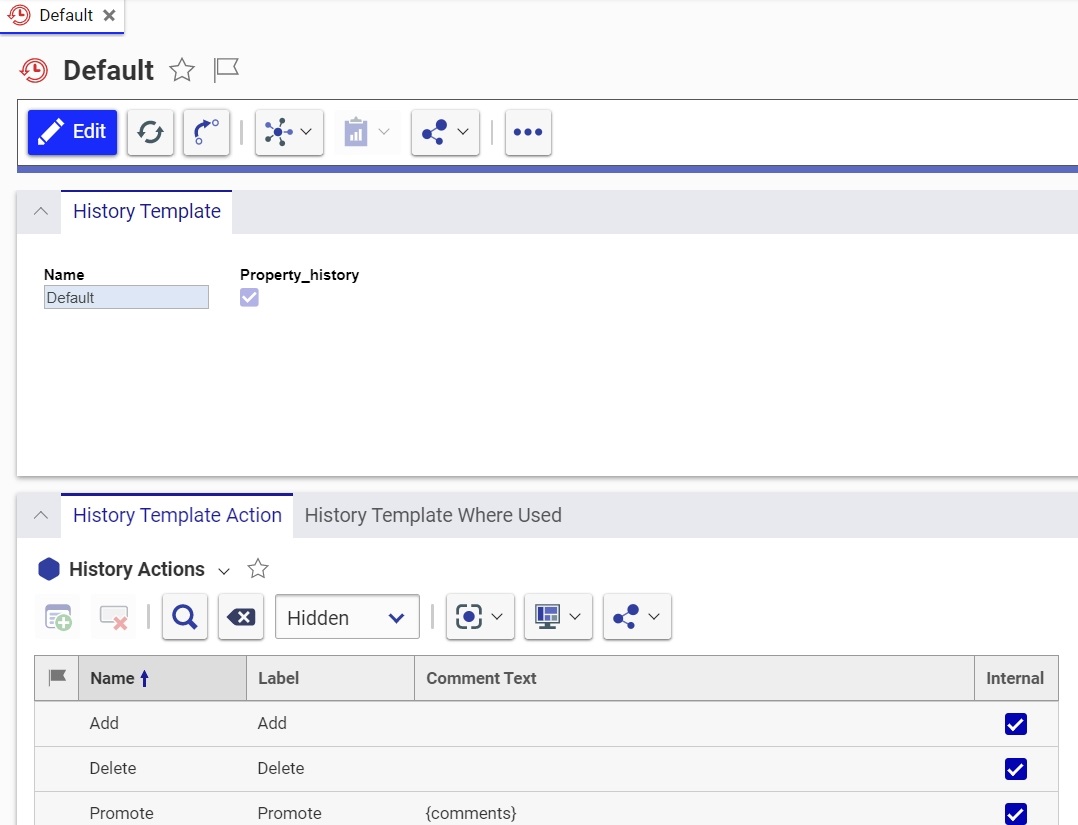 Default
Default
Edit
History Template
Name Property_history
Default
History Template Action History Template Where Used
History Actions
Hidden
Name Label Comment Text Internal
Add Add
Delete Delete
Promote Promote {comments}